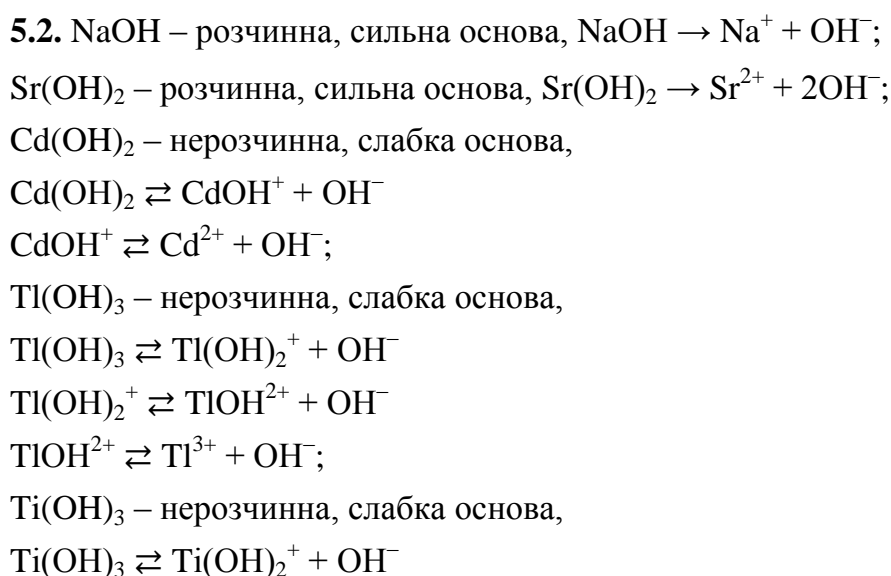 5.2. NaOH – розчинна, сильна основа, NaOH → Na⁺ + OH⁻;
Sr(OH)₂ – розчинна, сильна основа, Sr(OH)₂ → Sr²⁺ + 2OH⁻;
Cd(OH)₂ – нерозчинна, слабка основа,
Cd(OH)₂ ⇄ CdOH⁺ + OH⁻
CdOH⁺ ⇄ Cd²⁺ + OH⁻;
Tl(OH)₃ – нерозчинна, слабка основа,
Tl(OH)₃ ⇄ Tl(OH)₂⁺ + OH⁻
Tl(OH)₂⁺ ⇄ TlOH²⁺ + OH⁻
TlOH²⁺ ⇄ Tl³⁺ + OH⁻;
Ti(OH)₃ – нерозчинна, слабка основа,
Ti(OH)₃ ⇄ Ti(OH)₂⁺ + OH⁻